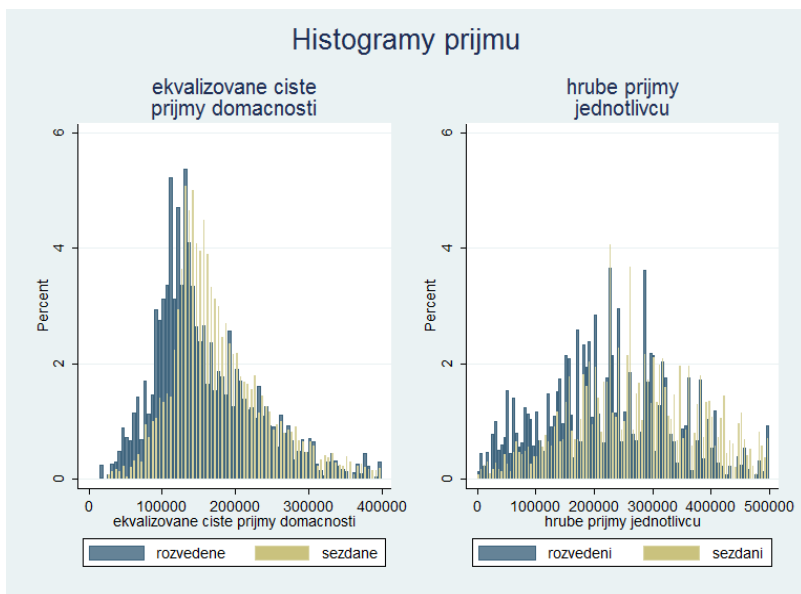 Histogramy prijmu
ekvalizovane ciste
prijmy domacnosti
6
4
2
0
Percent
0 100000 200000 300000 400000
ekvalizovane ciste prijmy domacnosti
rozvedene sezdane
hrube prijmy
jednotlivcu
6
4
2
0
Percent
0 100000 200000 300000 400000 500000
hrube prijmy jednotlivcu
rozvedeni sezdani